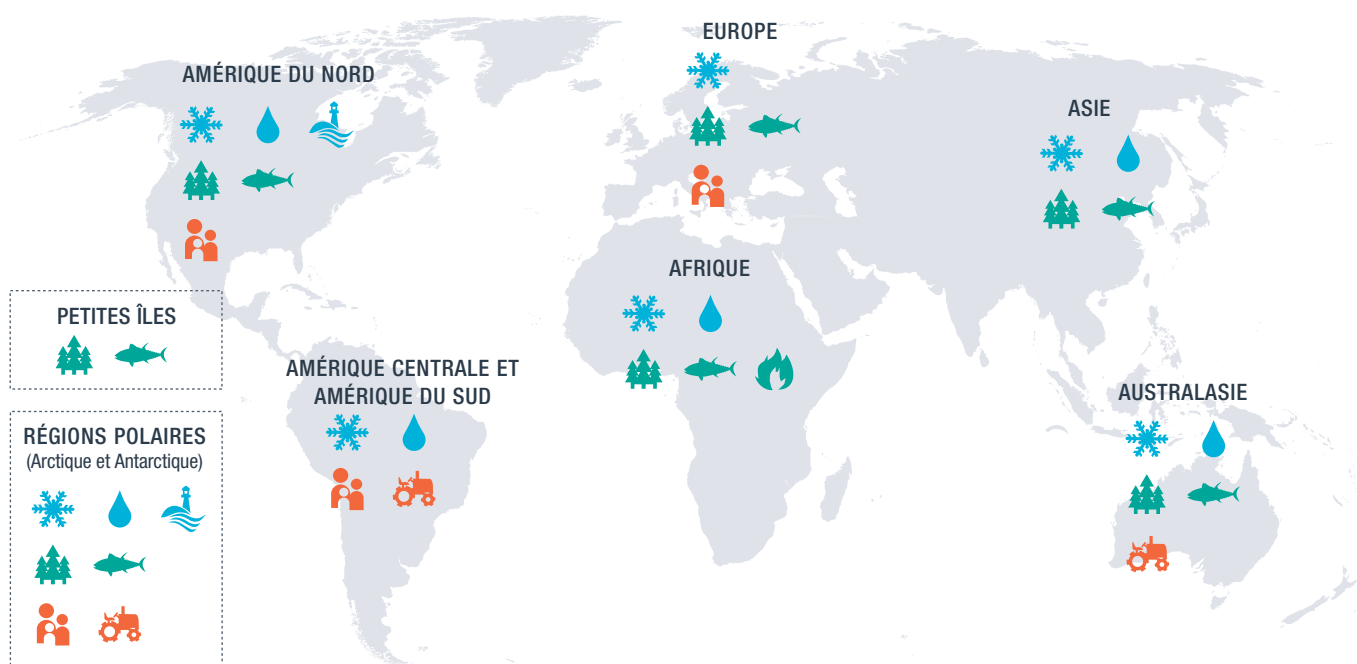 EUROPE
AMÉRIQUE DU NORD
ASIE
AFRIQUE
PETITES ÎLES
AMÉRIQUE CENTRALE ET
AMÉRIQUE DU SUD
AUSTRALASIE
RÉGIONS POLAIRES
(Arctique et Antarctique)